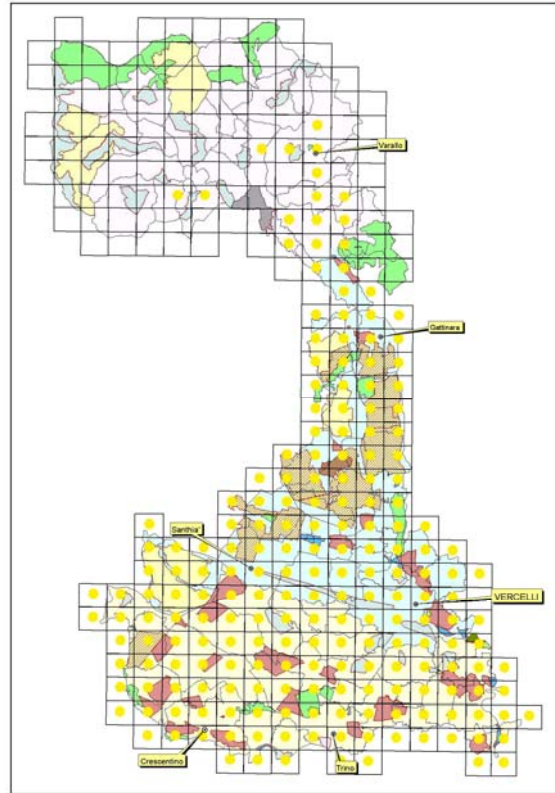 Varallo
Gattinara
Santhia'
VERCELLI
Crescentino
Trino